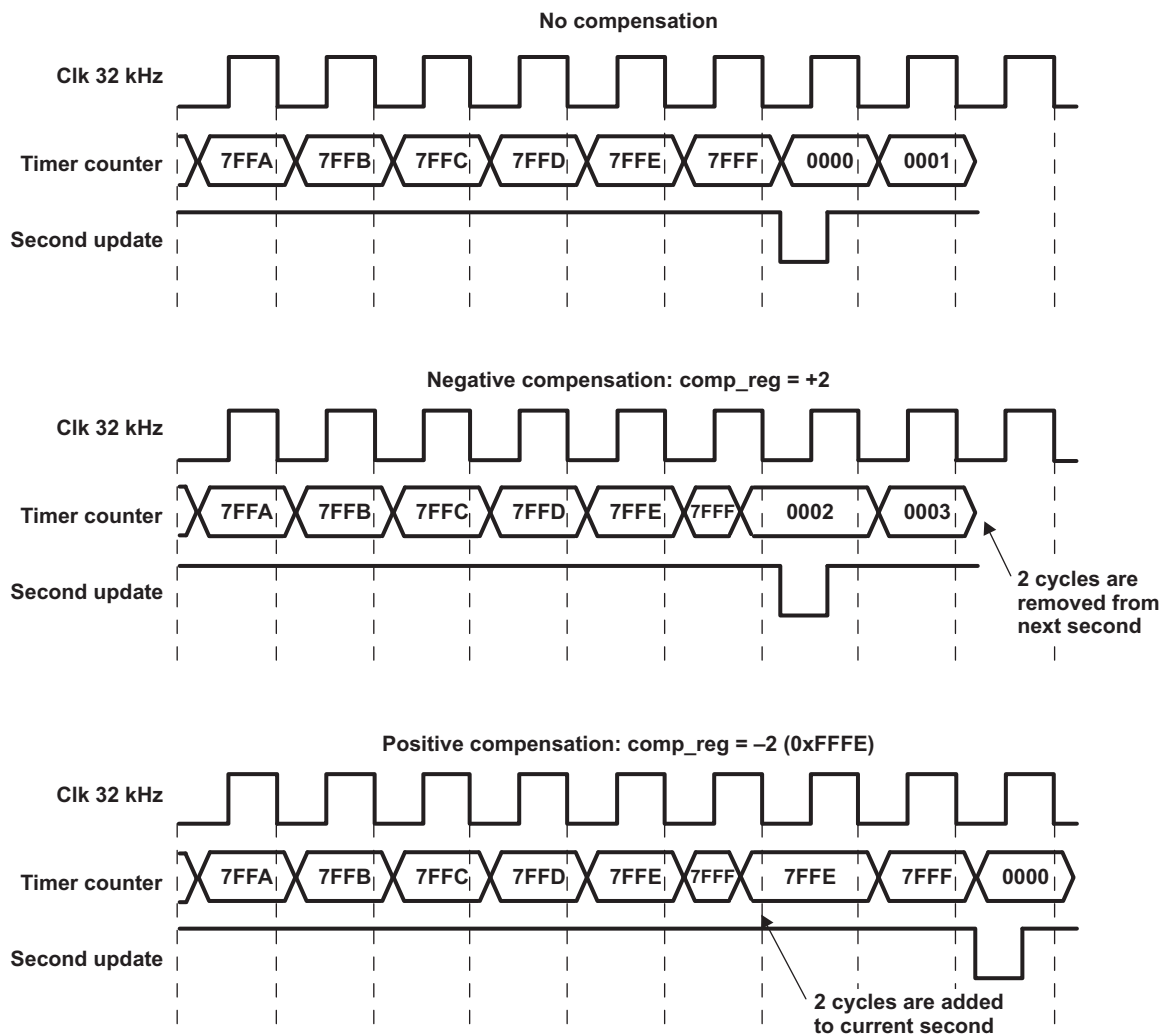 No compensation
Clk 32 kHz
Timer counter
7FFA 7FFB 7FFC 7FFD 7FFE 7FFF 0000 0001
Second update
Negative compensation: comp_reg = +2
Clk 32 kHz
Timer counter
7FFA 7FFB 7FFC 7FFD 7FFE 7FFF 0002 0003
Second update
2 cycles are
removed from
next second
Positive compensation: comp_reg = –2 (0xFFFE)
Clk 32 kHz
Timer counter
7FFA 7FFB 7FFC 7FFD 7FFE 7FFF 7FFE 7FFF 0000
Second update
2 cycles are added
to current second